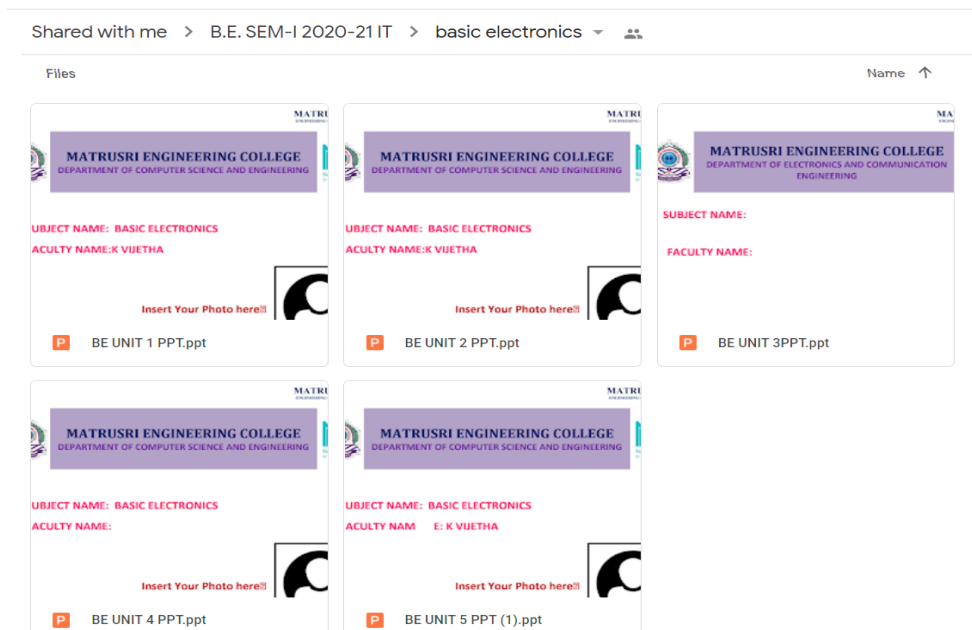 Shared with me > B.E. SEM-I 2020-21 IT > basic electronics
Files
Name
MATRU
MATRUSRI ENGINEERING COLLEGE
DEPARTMENT OF COMPUTER SCIENCE AND ENGINEERING
UBJECT NAME: BASIC ELECTRONICS
ACULTY NAME:K VIJETHA
Insert Your Photo here
P BE UNIT 1 PPT.ppt
MATRU
MATRUSRI ENGINEERING COLLEGE
DEPARTMENT OF COMPUTER SCIENCE AND ENGINEERING
UBJECT NAME: BASIC ELECTRONICS
ACULTY NAME:K VIJETHA
Insert Your Photo here
P BE UNIT 2 PPT.ppt
MA
MATRUSRI ENGINEERING COLLEGE
DEPARTMENT OF ELECTRONICS AND COMMUNICATION
ENGINEERING
SUBJECT NAME:
FACULTY NAME:
P BE UNIT 3PPT.ppt
MATRU
MATRUSRI ENGINEERING COLLEGE
DEPARTMENT OF COMPUTER SCIENCE AND ENGINEERING
UBJECT NAME: BASIC ELECTRONICS
ACULTY NAME:
Insert Your Photo here
P BE UNIT 4 PPT.ppt
MATRU
MATRUSRI ENGINEERING COLLEGE
DEPARTMENT OF COMPUTER SCIENCE AND ENGINEERING
UBJECT NAME: BASIC ELECTRONICS
ACULTY NAM E: K VIJETHA
Insert Your Photo here
P BE UNIT 5 PPT (1).ppt